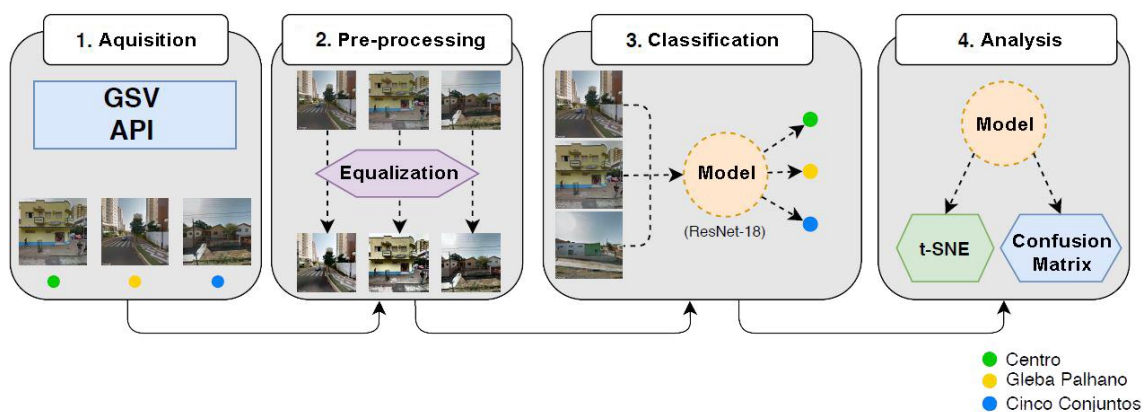 1. Aquisition
2. Pre-processing
3. Classification
4. Analysis
GSV
API
Equalization
Model
(ResNet-18)
Model
t-SNE
Confusion
Matrix
Centro
Gleba Palhano
Cinco Conjuntos